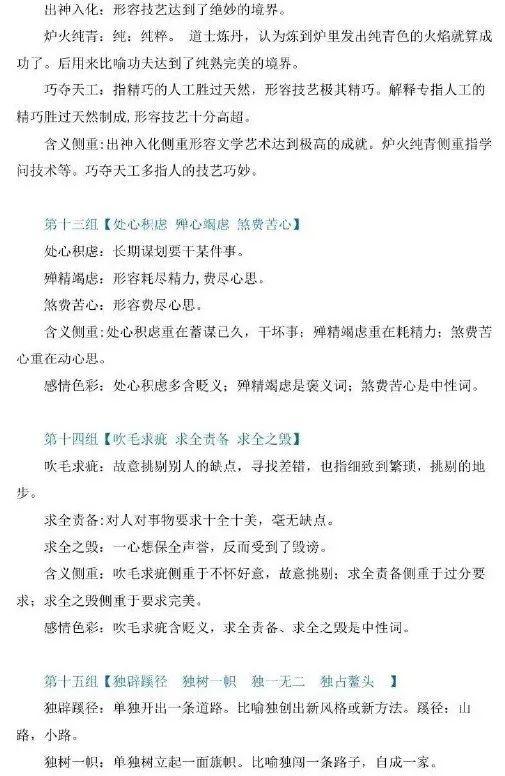 出神入化：形容技艺达到了绝妙的境界。
炉火纯青：纯：纯粹。 道士炼丹，认为炼到炉里发出纯青色的火焰就算成
功了。后用来比喻功夫达到了纯熟完美的境界。
巧夺天工：指精巧的人工胜过天然，形容技艺极其精巧。解释专指人工的
精巧胜过天然制成,形容技艺十分高超。
含义侧重:出神入化侧重形容文学艺术达到极高的成就。炉火纯青侧重指学
问技术等。巧夺天工多指人的技艺巧妙。
第十三组【处心积虑 殚心竭虑 煞费苦心】
处心积虑：长期谋划要干某件事。
殚精竭虑：形容耗尽精力,费尽心思。
煞费苦心：形容费尽心思。
含义侧重:处心积虑重在蓄谋已久，干坏事；殚精竭虑重在耗精力；煞费苦
心重在动心思。
感情色彩：处心积虑多含贬义；殚精竭虑是褒义词；煞费苦心是中性词。
第十四组【吹毛求疵 求全责备 求全之毁】
吹毛求疵：故意挑剔别人的缺点，寻找差错，也指细致到繁琐，挑剔的地
步。
求全责备:对人对事物要求十全十美，毫无缺点。
求全之毁：一心想保全声誉，反而受到了毁谤。
含义侧重：吹毛求疵侧重于不怀好意，故意挑剔；求全责备侧重于过分要
求；求全之毁侧重于要求完美。
感情色彩：吹毛求疵含贬义，求全责备、求全之毁是中性词。
第十五组【独辟蹊径 独树一帜 独一无二 独占鳌头 】
独辟蹊径：单独开出一条道路。比喻独创出新风格或新方法。蹊径：山
路，小路。
独树一帜：单独树立起一面旗帜。比喻独闯一条路子，自成一家。